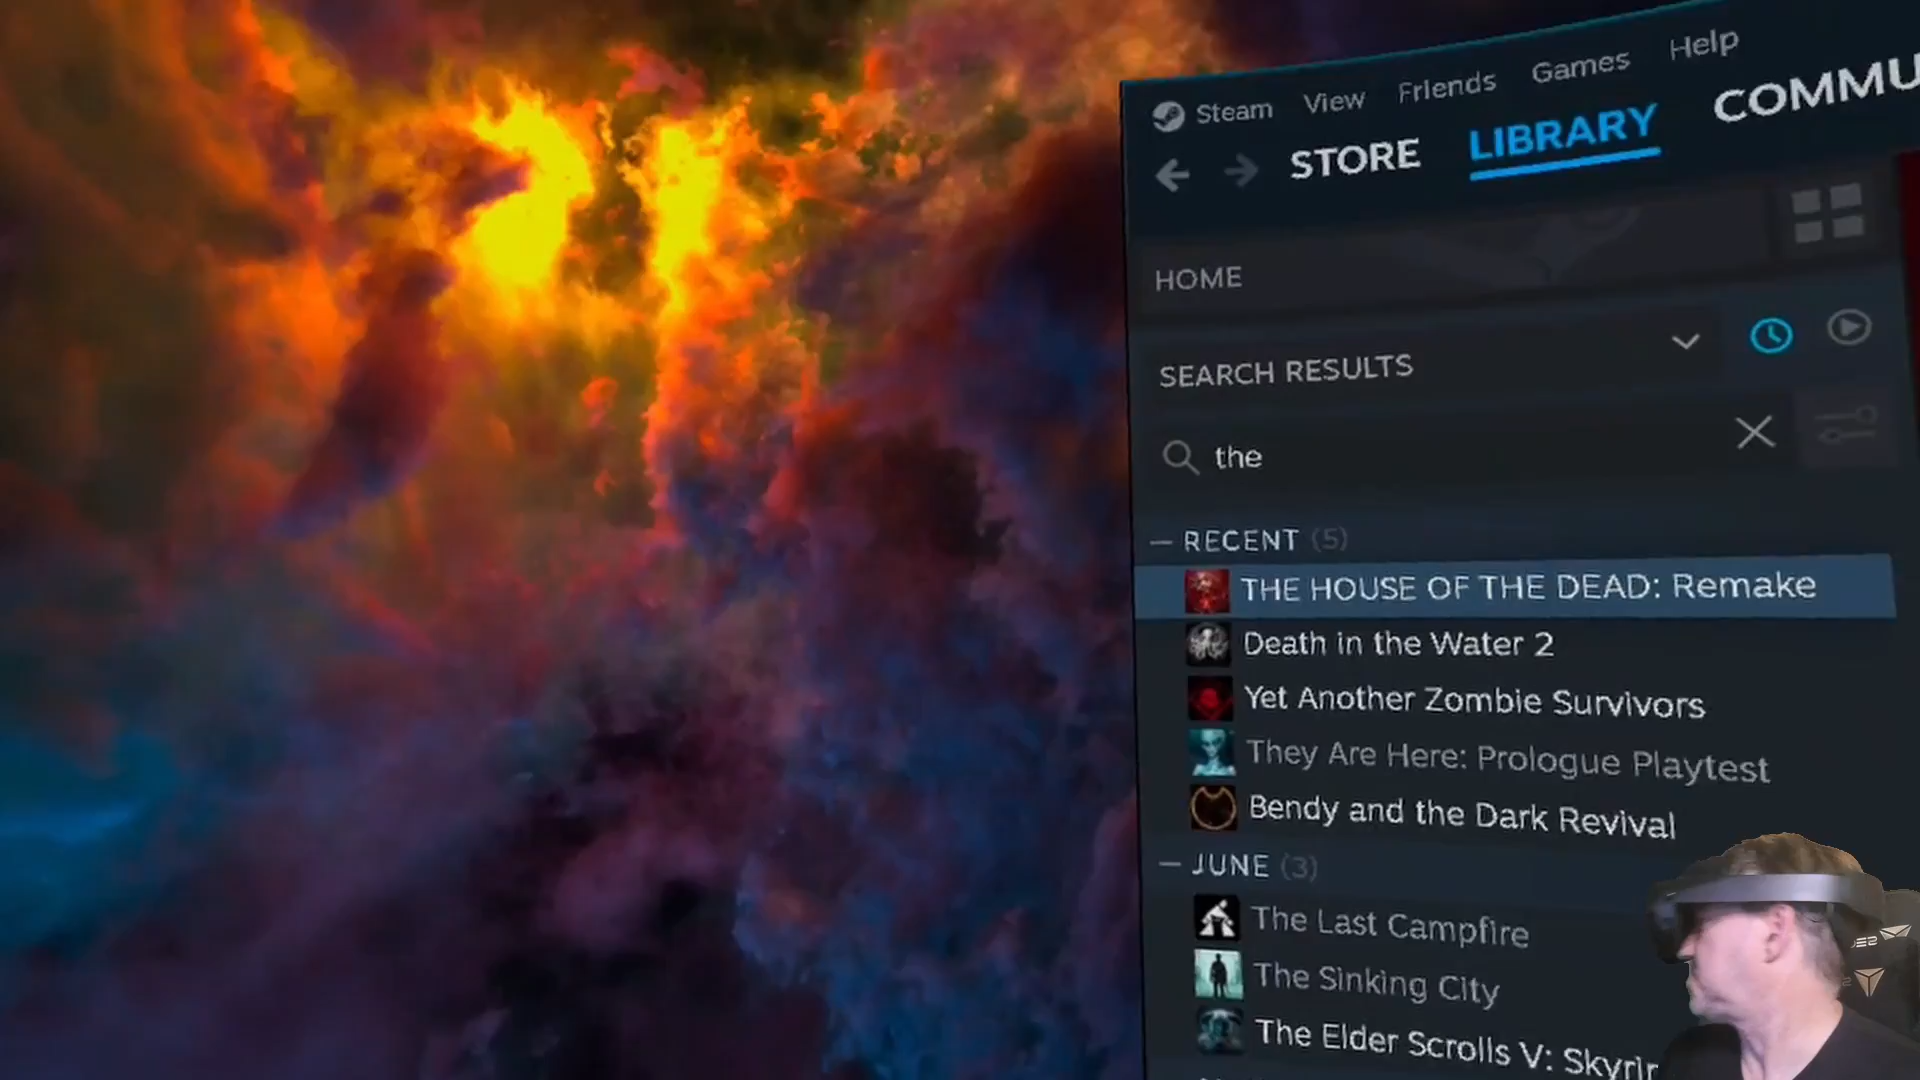 Steam View Friends Games Help
STORE LIBRARY COMMU
HOME
SEARCH RESULTS
the
RECENT (5)
THE HOUSE OF THE DEAD: Remake
Death in the Water 2
Yet Another Zombie Survivors
They Are Here: Prologue Playtest
Bendy and the Dark Revival
JUNE (3)
The Last Campfire
The Sinking City
The Elder Scrolls V: Skyrim